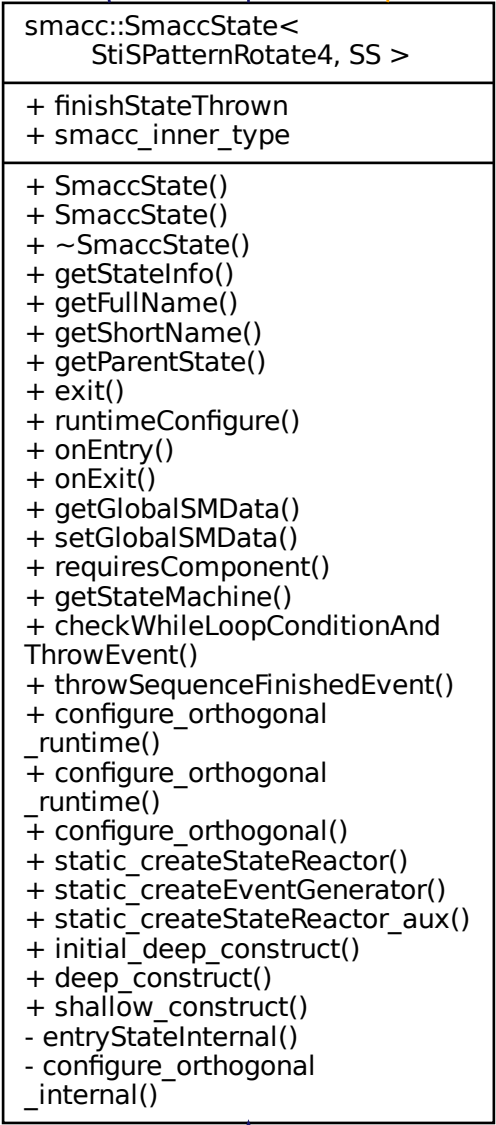 smacc::SmaccState<
StiSPatternRotate4, SS >
+ finishStateThrown
+ smacc_inner_type
+ SmaccState()
+ SmaccState()
+ ~SmaccState()
+ getStateInfo()
+ getFullName()
+ getShortName()
+ getParentState()
+ exit()
+ runtimeConfigure()
+ onEntry()
+ onExit()
+ getGlobalSMData()
+ setGlobalSMData()
+ requiresComponent()
+ getStateMachine()
+ checkWhileLoopConditionAnd
ThrowEvent()
+ throwSequenceFinishedEvent()
+ configure_orthogonal
_runtime()
+ configure_orthogonal
_runtime()
+ configure_orthogonal()
+ static_createStateReactor()
+ static_createEventGenerator()
+ static_createStateReactor_aux()
+ initial_deep_construct()
+ deep_construct()
+ shallow_construct()
- entryStateInternal()
- configure_orthogonal
_internal()